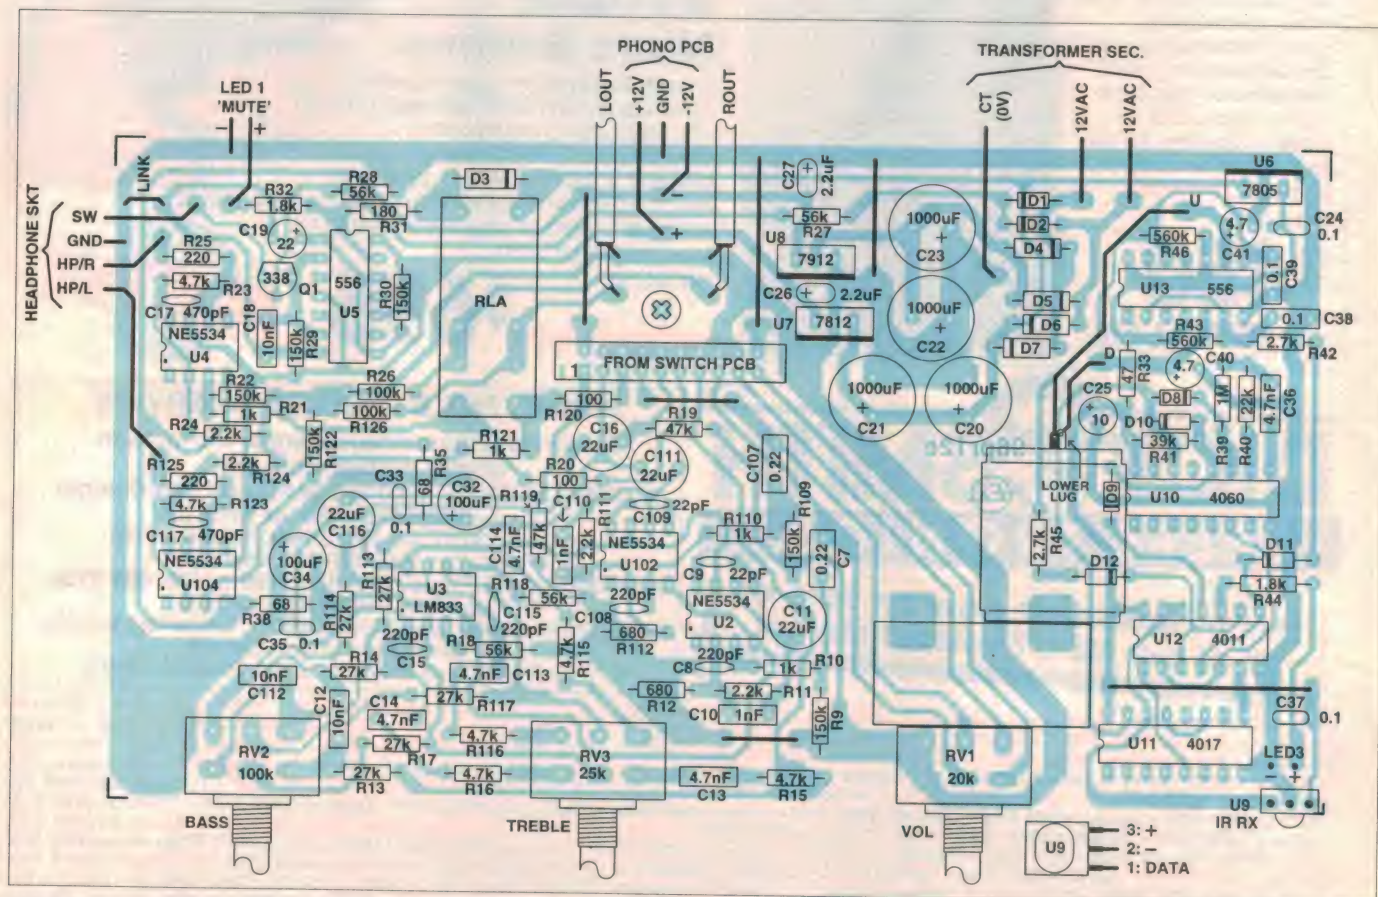 PHONO PCB
TRANSFORMER SEC.
LED 1
'MUTE'
− +
LOUT
+12V
GND
-12V
ROUT
CT
(0V)
12VAC
12VAC
HEADPHONE SKT
SW
GND
HP/R
HP/L
LINK
R32
1.8k
R28
56k
180
R31
D3
C27
+
2.2uF
56k
R27
1000uF
+
C23
D1
D2
D4
U
U6
7805
C24
0.1
C19
+
22
R25
220
4.7k
R23
338
Q1
556
U5
R30
150k
RLA
−
+
U8
7912
C26
+
2.2uF
U7
7812
1000uF
+
C22
D5
D6
D7
560k
R46
4.7
+
C41
0.1
C39
U13 556
0.1
C38
2.7k
R42
C17 470pF
NE5534
U4
C18
10nF
150k
R29
FROM SWITCH PCB
1
R43
560k
D
47
R33
4.7
+
C40
C25
+
10
D8
D10
39k
R41
1M
R39
22k
R40
4.7nF
C36
R22
150k
1k
R21
R24
2.2k
R26
100k
100k
R126
150k
R122
100
R120
R19
47k
C16
22uF
C111
22uF
1000uF
+
C21
1000uF
+
C20
R125
220
2.2k
R124
4.7k
R123
C117 470pF
NE5534
U104
R121
1k
68
R35
C33
0.1
C32
100uF
+
R20
100
R119
47k
C110
1nF
R111
2.2k
C114
4.7nF
C109
22pF
C107
0.22
R109
150k
R110
1k
LOWER
LUG
D9
2.7k
R45
U10 4060
D11
1.8k
R44
D12
22uF
C116
+
100uF
C34
68
R38
C35 0.1
R113
27k
R114
27k
U3
LM833
R118
56k
C115
220pF
NE5534
U102
C9 22pF
0.22
C7
220pF
C108
680
R112
NE5534
U2
C11
22uF
220pF
C15
R18
56k
4.7k
R115
220pF
C8
1k
R10
U12 4011
R14
27k
10nF
C112
C12
10nF
4.7nF
C113
27k
R117
C14
4.7nF
27k
R17
4.7k
R116
680
R12
2.2k
R11
C10
1nF
150k
R9
C37
0.1
U11 4017
LED3
− +
RV2
100k
27k
R13
4.7k
R16
RV3
25k
4.7nF
C13
4.7k
R15
RV1
20k
U9
IR RX
BASS
TREBLE
VOL
U9
3: +
2: −
1: DATA